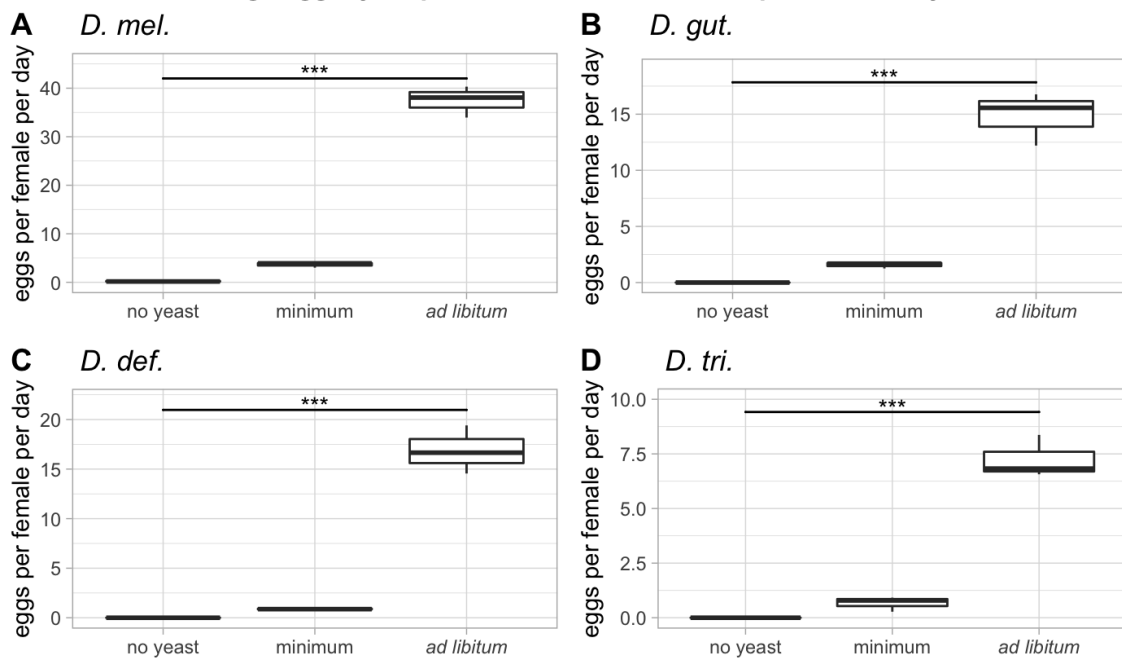 A D. mel.
eggs per female per day
40
30
20
10
0
***
no yeast minimum ad libitum
B D. gut.
eggs per female per day
15
10
5
0
***
no yeast minimum ad libitum
C D. def.
eggs per female per day
20
15
10
5
0
***
no yeast minimum ad libitum
D D. tri.
eggs per female per day
10.0
7.5
5.0
2.5
0.0
***
no yeast minimum ad libitum